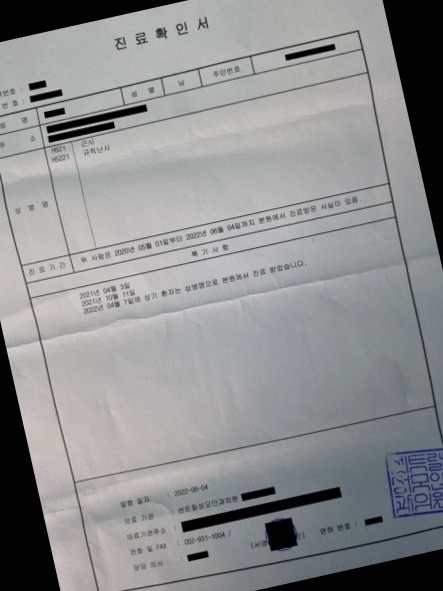 진료확인서
번호 :
번호 :
성 명 성 별 남 주민번호
주 소
H521 근시
H5221 규칙난시
상 병 명
진료기간 위 사람은 2020년 05월 01일부터 2022년 06월 04일까지 본원에서 진료받은 사실이 있음.
특기사항
2021년 04월 3일
2021년 10월 11일
2022년 04월 7일에 상기 환자는 상병명으로 본원에서 진료 받았습니다.
발행 일자 : 2022-06-04
의료 기관 : 센트럴성모안과의원
의료기관주소 :
전화 및 FAX : 052-931-1004 /
담당 의사 : (서명 인) 면허 번호 :